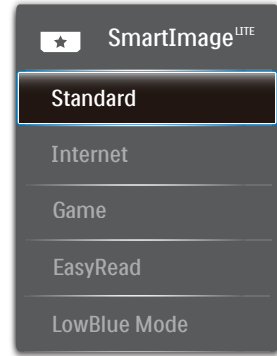 SmartImage LITE
Standard
Internet
Game
EasyRead
LowBlue Mode